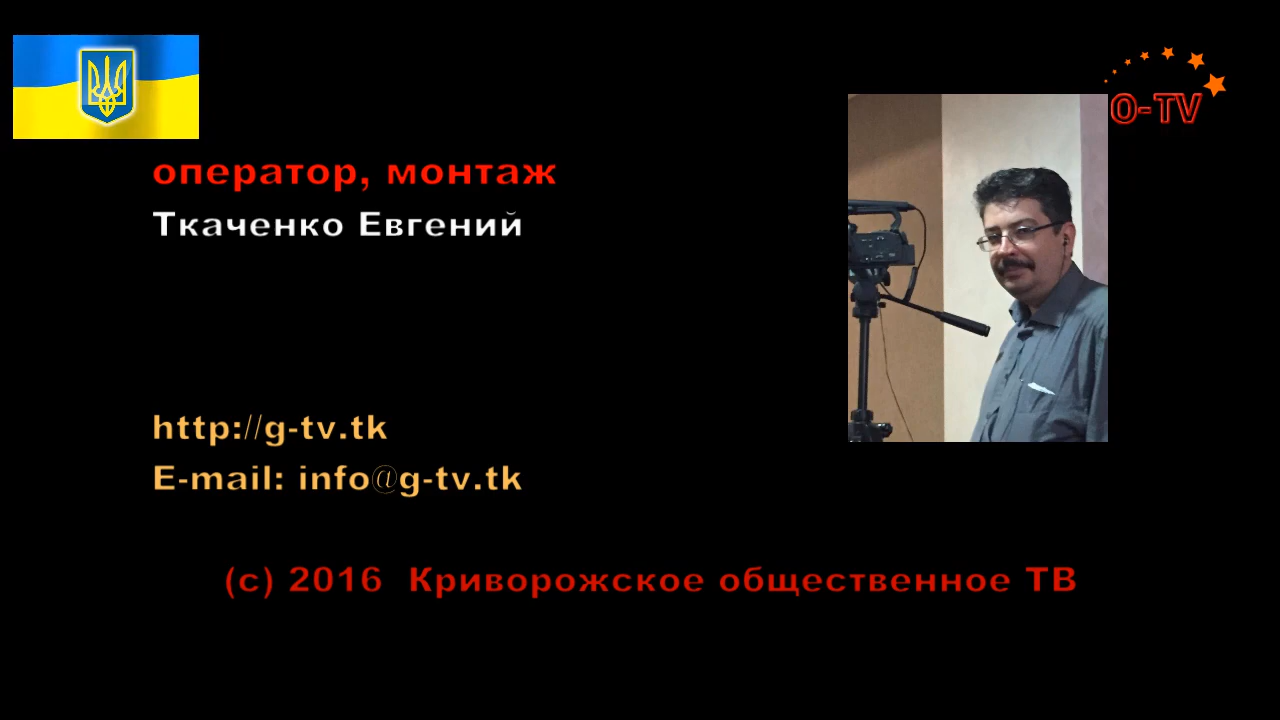 O-TV
оператор, монтаж
Ткаченко Евгений
http://g-tv.tk
E-mail: info@g-tv.tk
(с) 2016 Криворожское общественное ТВ